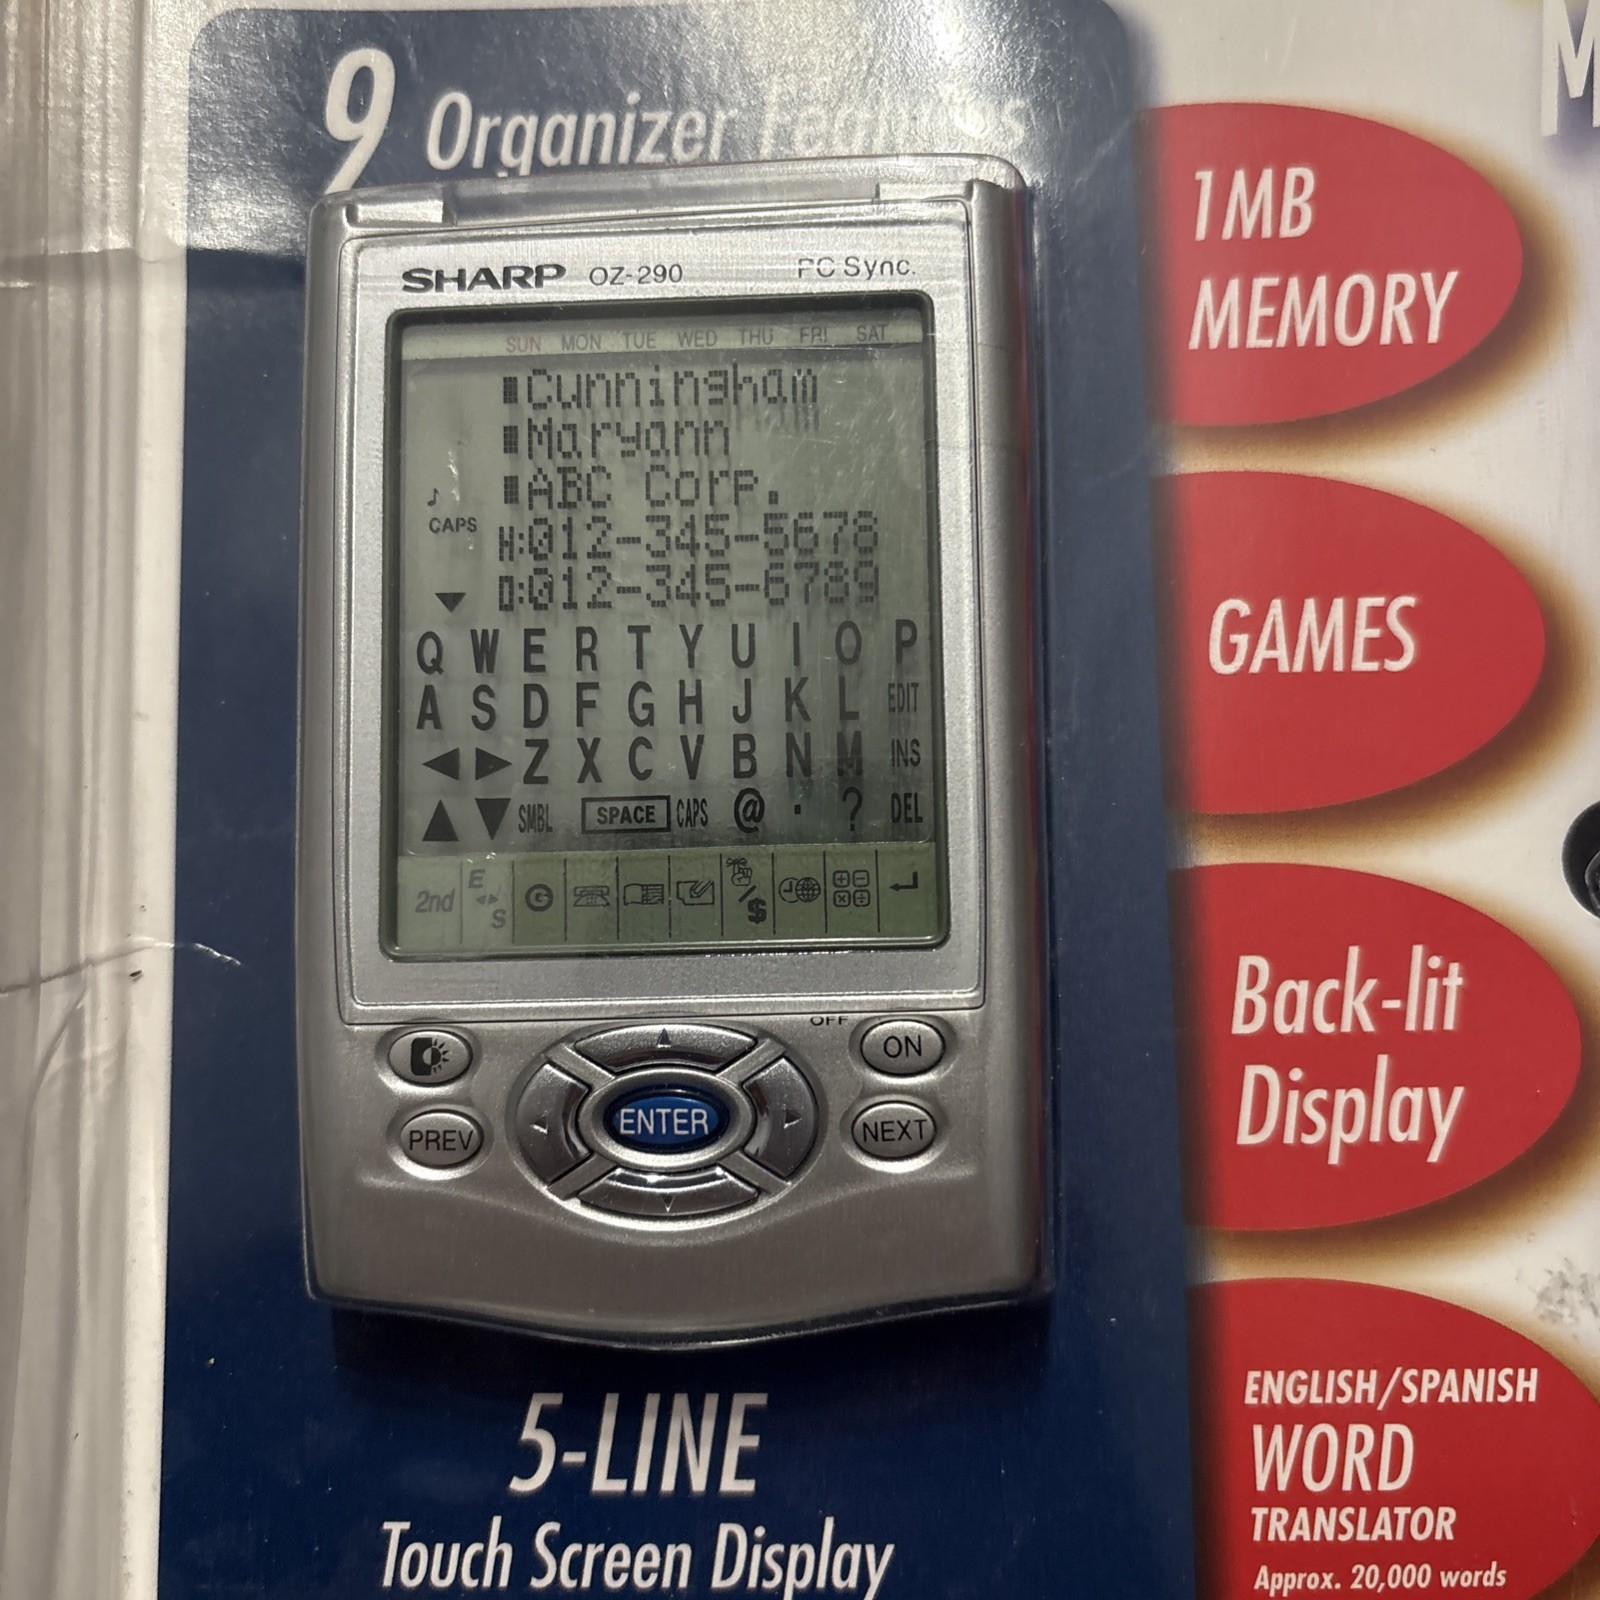 9 Organizer Features
SHARP OZ-290 PC Sync.
SUN MON TUE WED THU FRI SAT
Cunningham
Maryann
ABC Corp.
CAPS
H:012-345-5678
O:012-345-6789
Q W E R T Y U I O P
A S D F G H J K L EDIT
Z X C V B N M INS
SMBL SPACE CAPS @ . ? DEL
2nd E S G $
OFF
ON
PREV ENTER NEXT
5-LINE
Touch Screen Display
M
1MB
MEMORY
GAMES
Back-lit
Display
ENGLISH/SPANISH
WORD
TRANSLATOR
Approx. 20,000 words